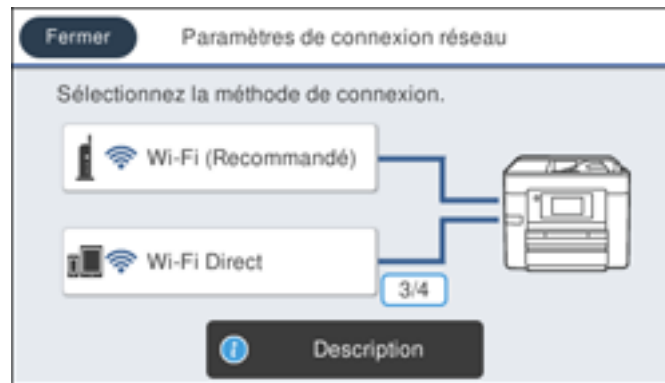 Fermer
Paramètres de connexion réseau
Sélectionnez la méthode de connexion.
Wi-Fi (Recommandé)
Wi-Fi Direct
3/4
i Description